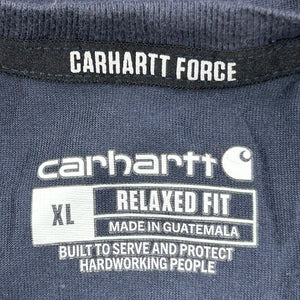 CARHARTT FORCE
carhartt
XL RELAXED FIT
MADE IN GUATEMALA
BUILT TO SERVE AND PROTECT
HARDWORKING PEOPLE